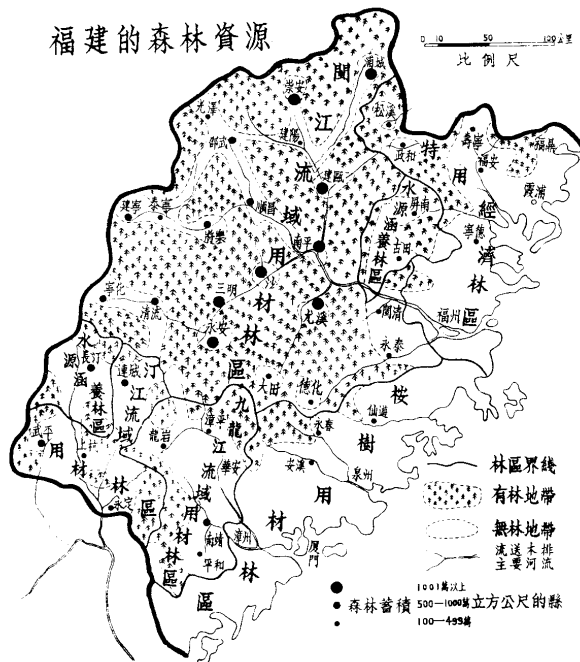 福建的森林資源
0 10 50 120公里
比例尺
閩江流域用材林區
特用經濟林區
水源涵養林區
水源涵養林區
汀江流域用材林區
九龍江流域用材林區
桉樹用材林區
浦城
崇安
松溪
光澤
建陽
政和
壽寧
福安
福鼎
霞浦
邵武
建甌
屏南
寧德
順昌
建寧
泰寧
將樂
南平
古田
沙
寧化
三明
清流
尤溪
閩清
福州
永安
永泰
長汀
連城
大田
德化
仙遊
武平
上杭
龍岩
漳平
永春
安溪
泉州
華安
永定
南靖
漳州
平和
厦門
林區界綫
有林地帶
無林地帶
流送木排
主要河流
1001萬以上
森林蓄積 500—1000萬 立方公尺的縣
100—499萬